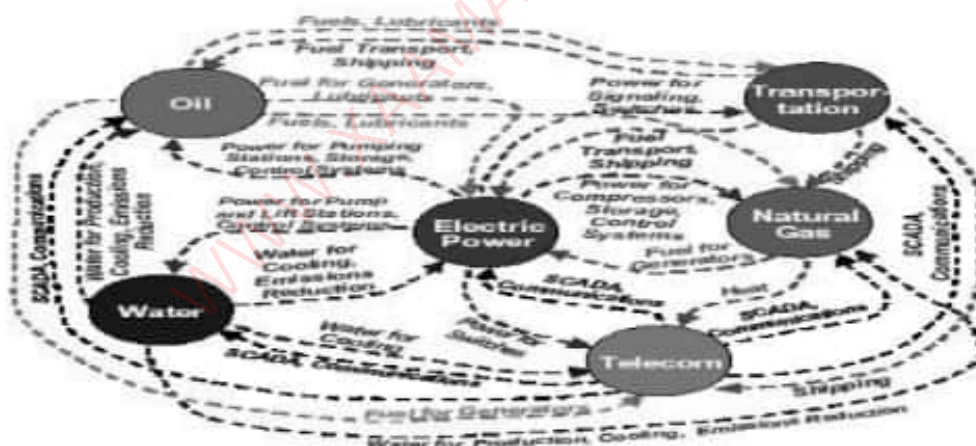 Fuels, Lubricants
Fuel Transport,
Shipping
Fuel for Generators,
Lubricants
Fuels, Lubricants
Oil
Power for
Signaling,
Switches
Transpor-
tation
Power for Pumping
Stations, Storage,
Control Systems
Fuel
Transport,
Shipping
Shipping
Power for Pump
and Lift Stations,
Control Systems
Electric
Power
Power for
Compressors,
Storage,
Control
Systems
Natural
Gas
SCADA
Communications
SCADA, Communications
Water for Production,
Cooling, Emissions
Reduction
Water for
Cooling,
Emissions
Reduction
Fuel for
Generators
Water
SCADA,
Communications
Heat
SCADA,
Communications
Water for
Cooling
SCADA, Communications
Switches
Telecom
Shipping
Fuel for Generators
Water for Production, Cooling, Emissions Reduction